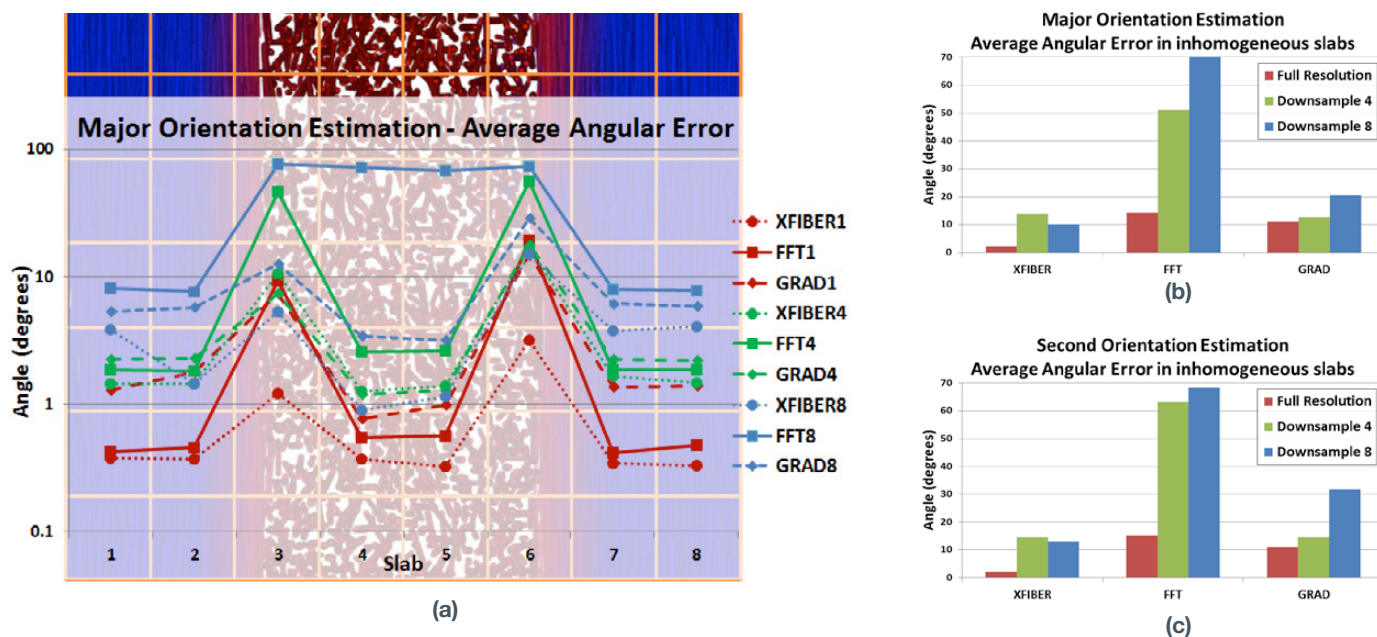 Major Orientation Estimation - Average Angular Error
100
10
1
0.1
Angle (degrees)
1 2 3 4 5 6 7 8
Slab
XFIBER1
FFT1
GRAD1
XFIBER4
FFT4
GRAD4
XFIBER8
FFT8
GRAD8
(a)
Major Orientation Estimation
Average Angular Error in inhomogeneous slabs
70
60
50
40
30
20
10
0
Angle (degrees)
Full Resolution
Downsample 4
Downsample 8
XFIBER FFT GRAD
(b)
Second Orientation Estimation
Average Angular Error in inhomogeneous slabs
70
60
50
40
30
20
10
0
Angle (degrees)
Full Resolution
Downsample 4
Downsample 8
XFIBER FFT GRAD
(c)